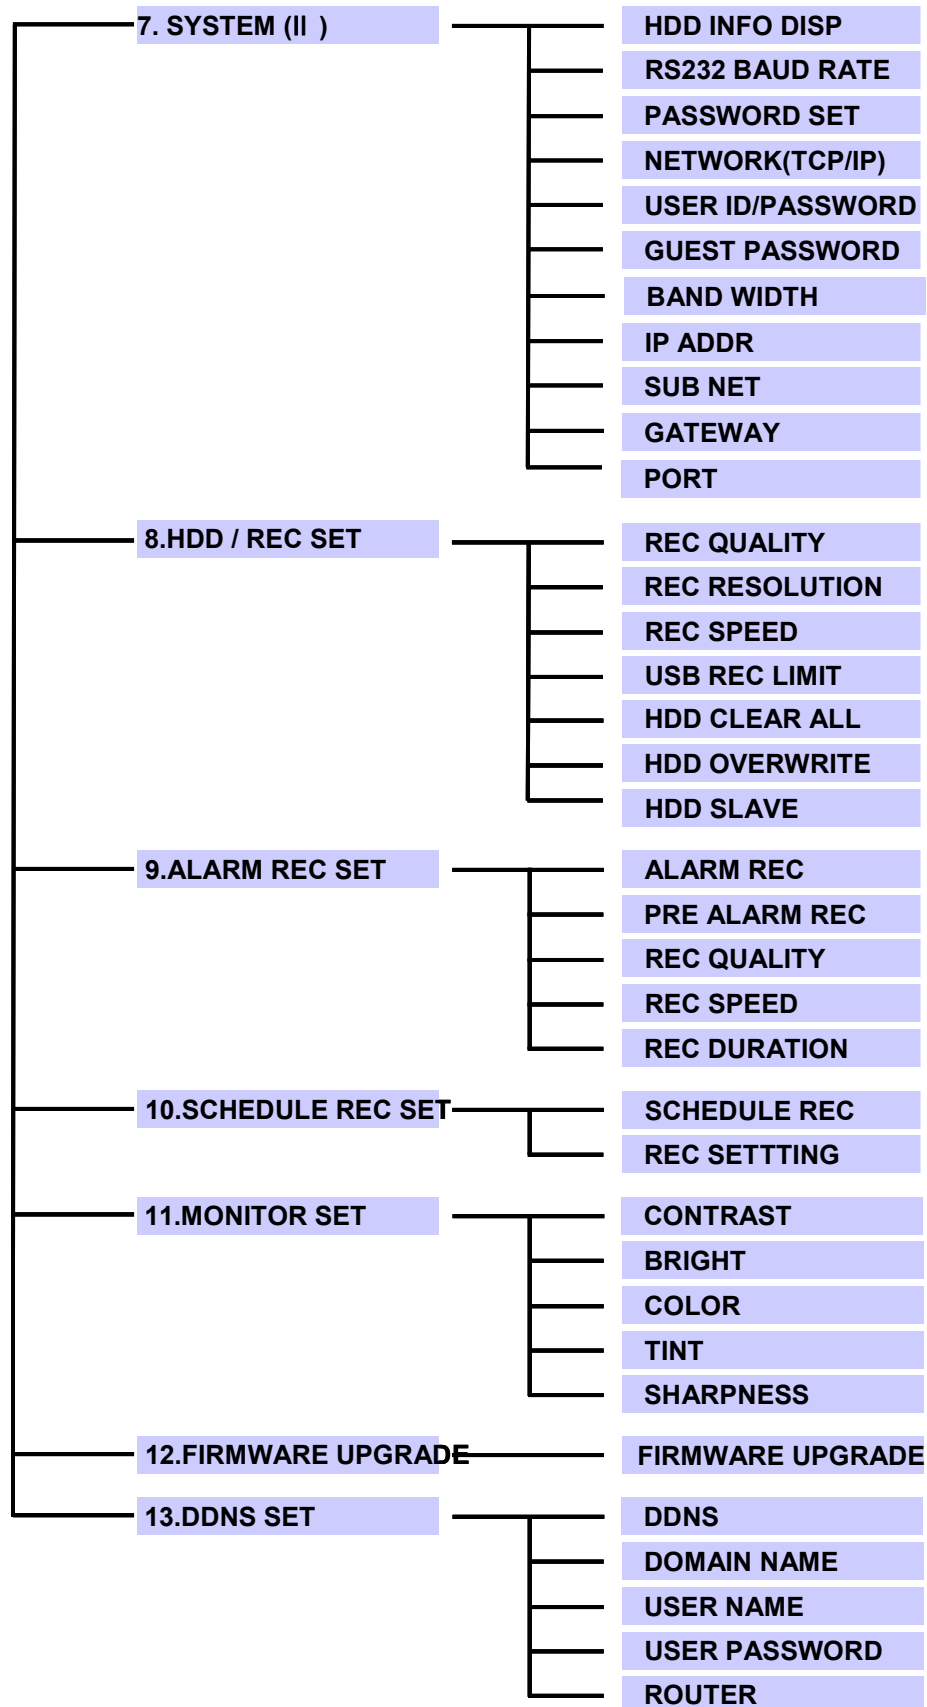 7. SYSTEM (Ⅱ )
HDD INFO DISP
RS232 BAUD RATE
PASSWORD SET
NETWORK(TCP/IP)
USER ID/PASSWORD
GUEST PASSWORD
BAND WIDTH
IP ADDR
SUB NET
GATEWAY
PORT
8.HDD / REC SET
REC QUALITY
REC RESOLUTION
REC SPEED
USB REC LIMIT
HDD CLEAR ALL
HDD OVERWRITE
HDD SLAVE
9.ALARM REC SET
ALARM REC
PRE ALARM REC
REC QUALITY
REC SPEED
REC DURATION
10.SCHEDULE REC SET
SCHEDULE REC
REC SETTTING
11.MONITOR SET
CONTRAST
BRIGHT
COLOR
TINT
SHARPNESS
12.FIRMWARE UPGRADE
FIRMWARE UPGRADE
13.DDNS SET
DDNS
DOMAIN NAME
USER NAME
USER PASSWORD
ROUTER